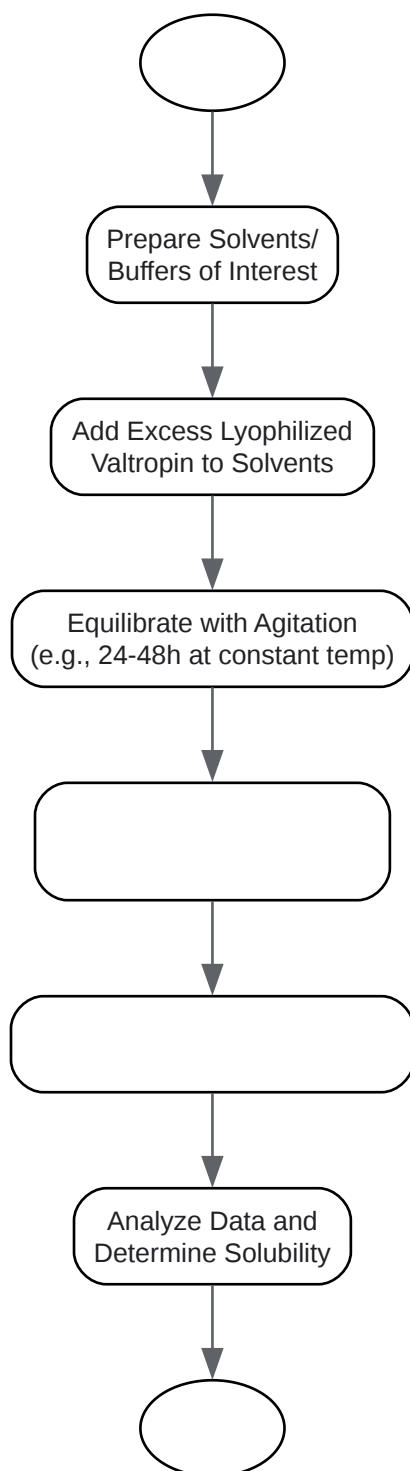 Prepare Solvents/
Buffers of Interest
Add Excess Lyophilized
Valtropin to Solvents
Equilibrate with Agitation
(e.g., 24-48h at constant temp)
Analyze Data and
Determine Solubility